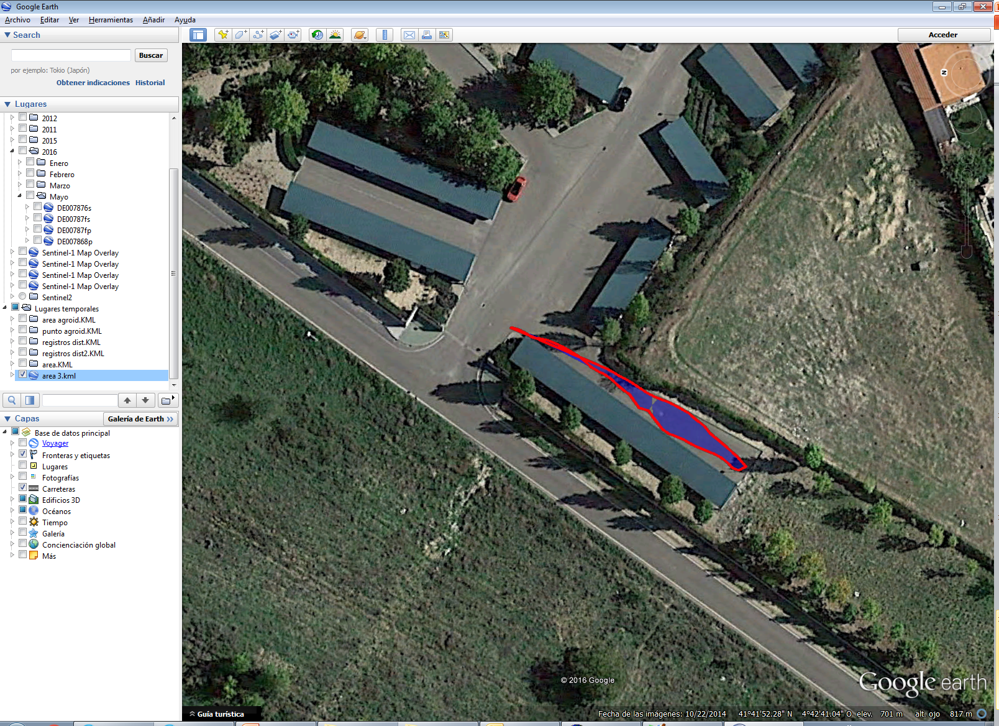 Google Earth
Archivo Editar Ver Herramientas Añadir Ayuda
Search
Buscar
por ejemplo: Tokio (Japón)
Obtener indicaciones Historial
Lugares
2012
2011
2015
2016
Enero
Febrero
Marzo
Mayo
DE007876s
DE00787fs
DE00787fp
DE007868p
Sentinel-1 Map Overlay
Sentinel-1 Map Overlay
Sentinel-1 Map Overlay
Sentinel-1 Map Overlay
Sentinel2
Lugares temporales
area agroid.KML
punto agroid.KML
registros dist.KML
registros dist2.KML
area.KML
area 3.kml
Capas
Galería de Earth »
Base de datos principal
Voyager
Fronteras y etiquetas
Lugares
Fotografías
Carreteras
Edificios 3D
Océanos
Tiempo
Galería
Concienciación global
Más
Acceder
N
© 2016 Google
Google earth
Guía turística
Fecha de las imágenes: 10/22/2014 41°41'52.28" N 4°42'41.04" O elev. 701 m alt. ojo 817 m